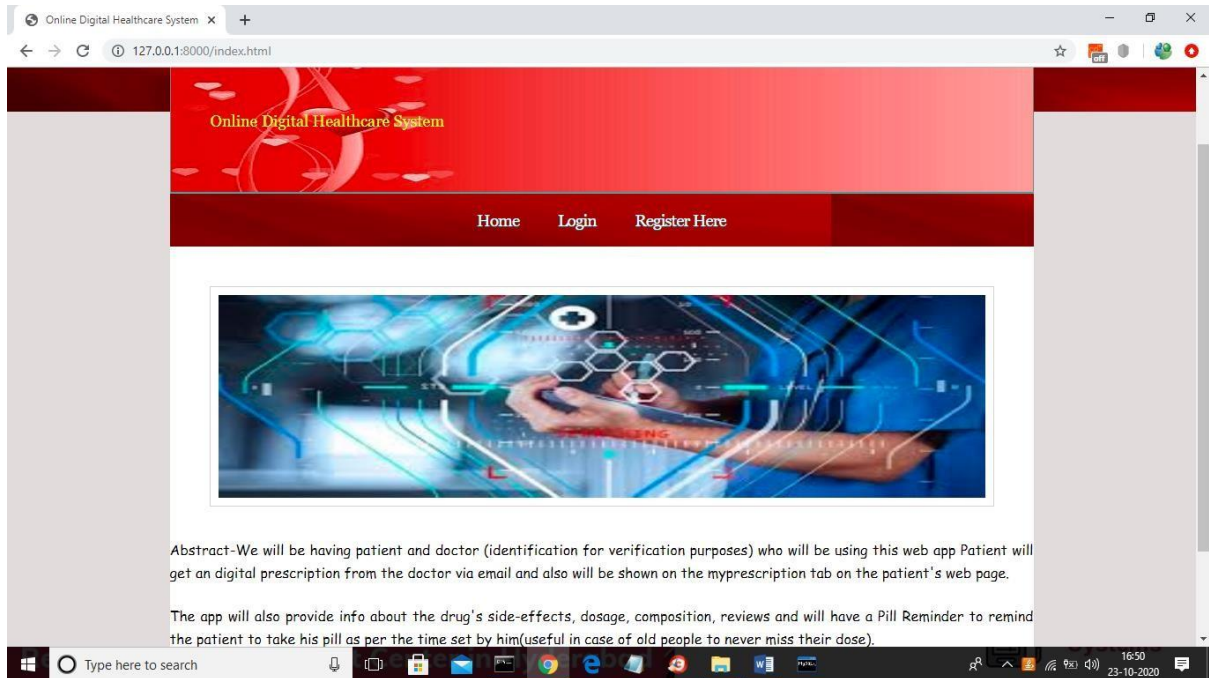 Online Digital Healthcare System
127.0.0.1:8000/index.html
off
Online Digital Healthcare System
Home Login Register Here
Abstract-We will be having patient and doctor (identification for verification purposes) who will be using this web app Patient will
get an digital prescription from the doctor via email and also will be shown on the myprescription tab on the patient's web page.
The app will also provide info about the drug's side-effects, dosage, composition, reviews and will have a Pill Reminder to remind
the patient to take his pill as per the time set by him(useful in case of old people to never miss their dose).
Systems
Type here to search
16:50
23-10-2020